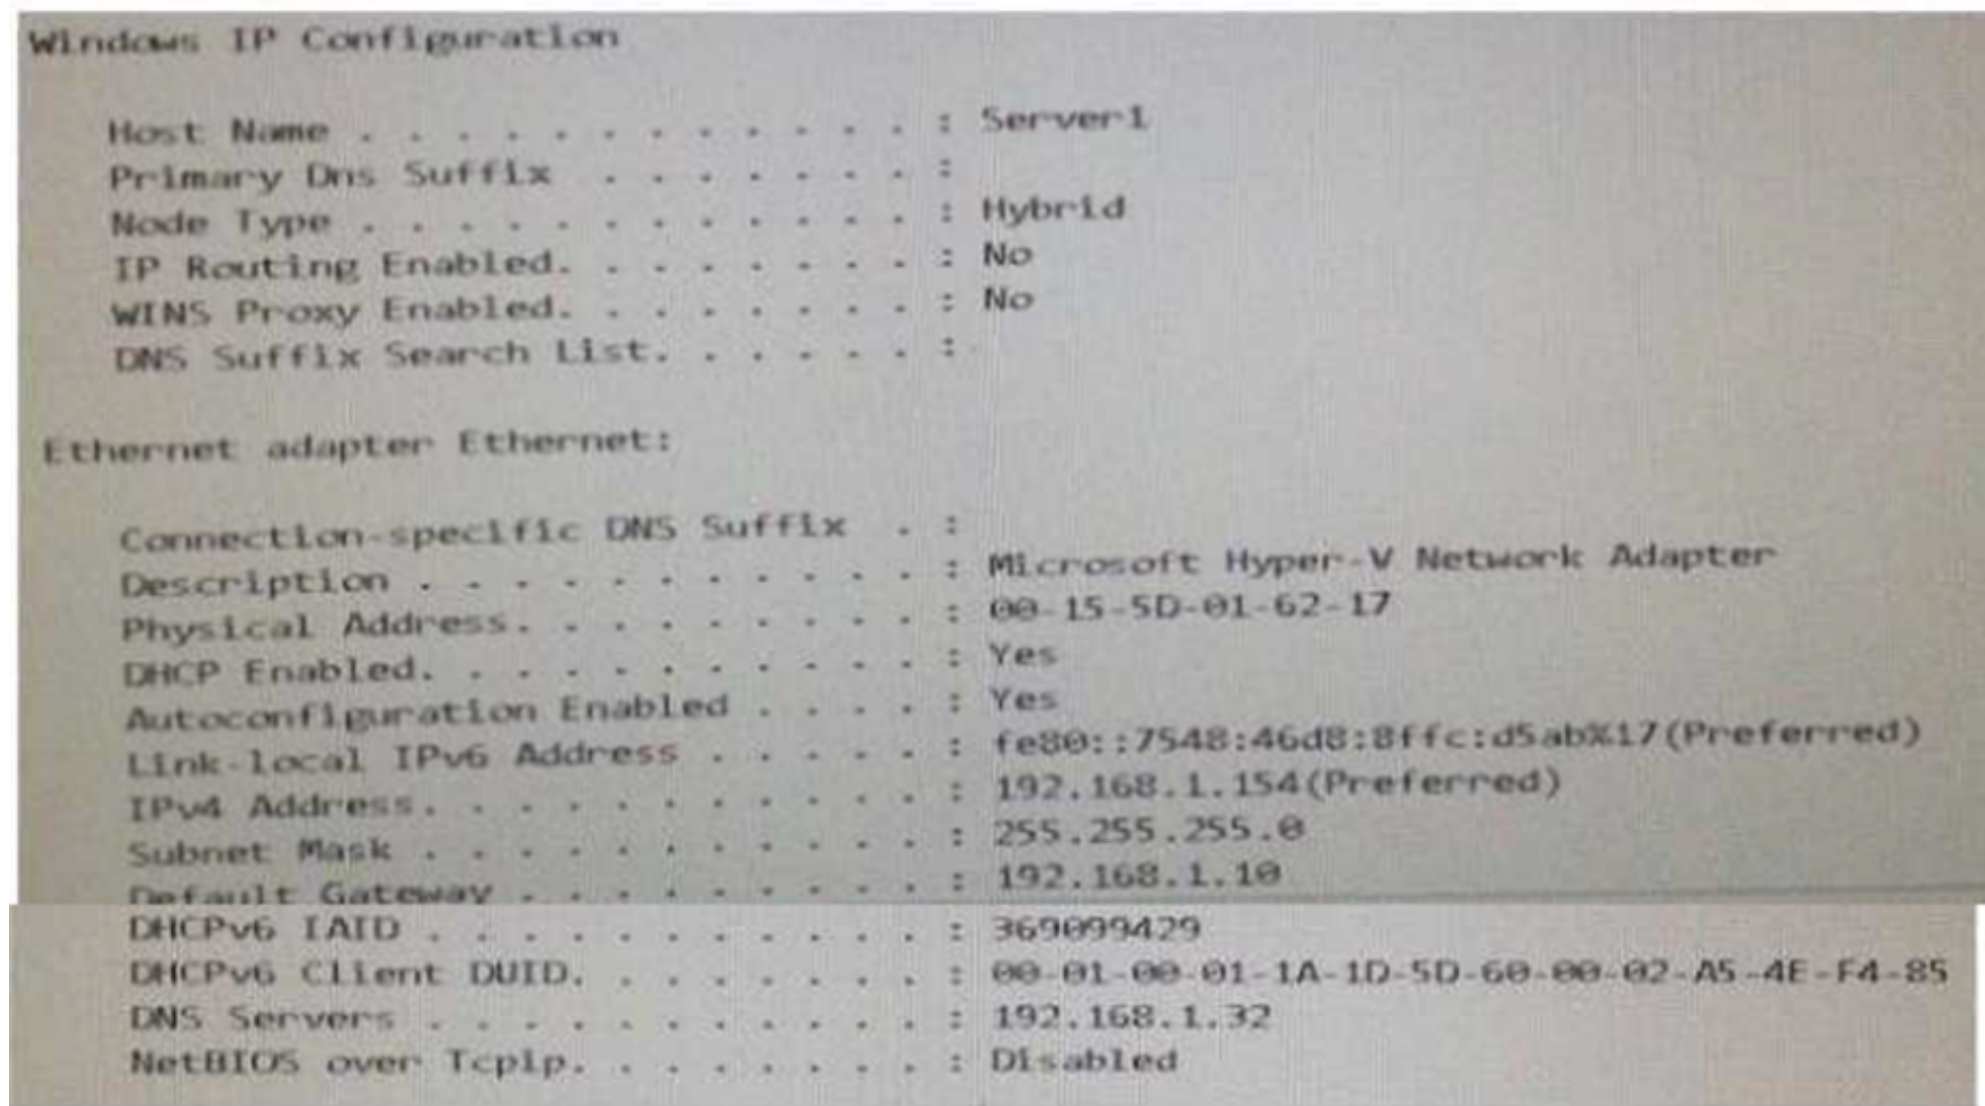 Windows IP Configuration
Host Name . . . . . . . . . . . . : Server1
Primary Dns Suffix . . . . . . . :
Node Type . . . . . . . . . . . . : Hybrid
IP Routing Enabled. . . . . . . . : No
WINS Proxy Enabled. . . . . . . . : No
DNS Suffix Search List. . . . . . :
Ethernet adapter Ethernet:
Connection-specific DNS Suffix . :
Description . . . . . . . . . . . : Microsoft Hyper-V Network Adapter
Physical Address. . . . . . . . . : 00-15-5D-01-62-17
DHCP Enabled. . . . . . . . . . . : Yes
Autoconfiguration Enabled . . . . : Yes
Link-local IPv6 Address . . . . . : fe80::7548:46d8:8ffc:d5ab%17(Preferred)
IPv4 Address. . . . . . . . . . . : 192.168.1.154(Preferred)
Subnet Mask . . . . . . . . . . . : 255.255.255.0
Default Gateway . . . . . . . . . : 192.168.1.10
DHCPv6 IAID . . . . . . . . . . . : 369099429
DHCPv6 Client DUID. . . . . . . . : 00-01-00-01-1A-1D-5D-60-00-02-A5-4E-F4-85
DNS Servers . . . . . . . . . . . : 192.168.1.32
NetBIOS over Tcpip. . . . . . . . : Disabled